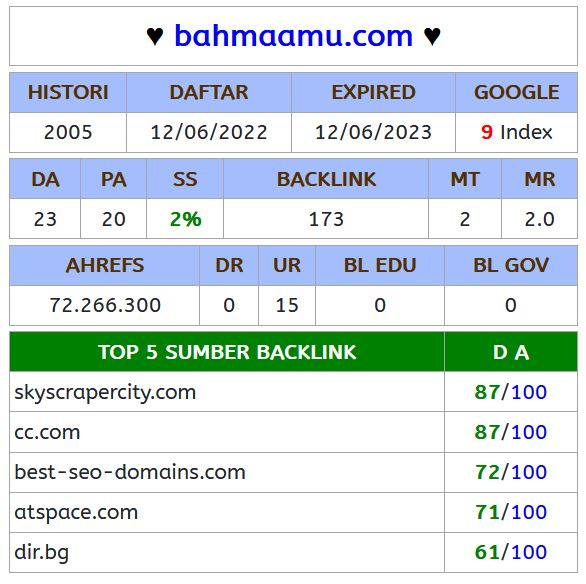 ♥ bahmaamu.com ♥
HISTORI DAFTAR EXPIRED GOOGLE
2005 12/06/2022 12/06/2023 9 Index
DA PA SS BACKLINK MT MR
23 20 2% 173 2 2.0
AHREFS DR UR BL EDU BL GOV
72.266.300 0 15 0 0
TOP 5 SUMBER BACKLINK D A
skyscrapercity.com 87/100
cc.com 87/100
best-seo-domains.com 72/100
atspace.com 71/100
dir.bg 61/100